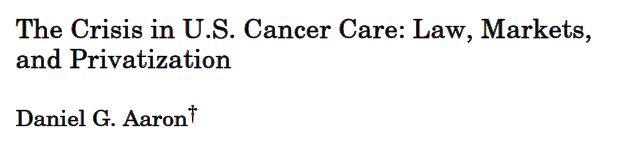 The Crisis in U.S. Cancer Care: Law, Markets,
and Privatization
Daniel G. Aaron†